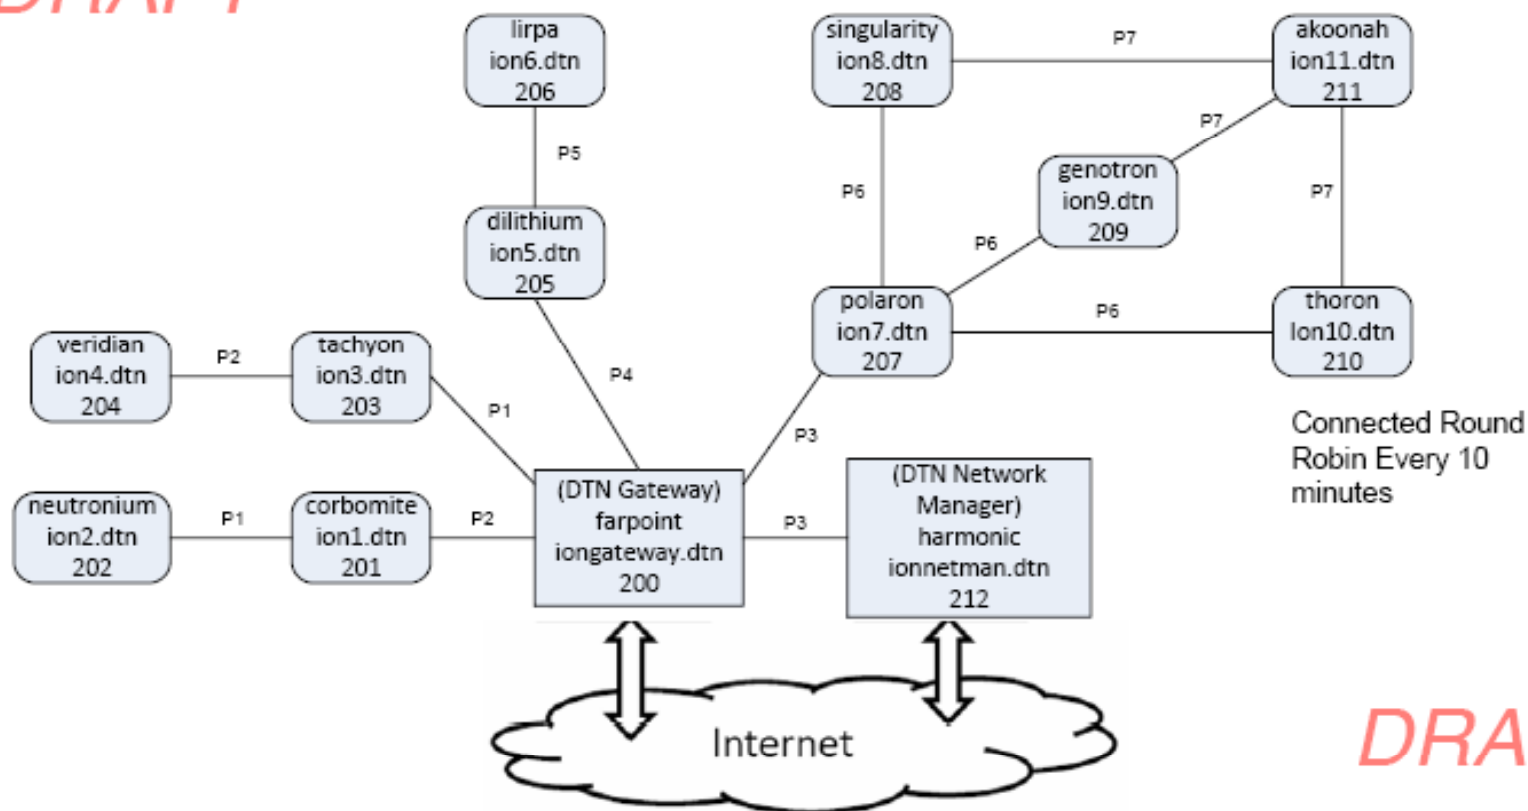 DRAFT
lirpa
ion6.dtn
206
singularity
ion8.dtn
208
P7
akoonah
ion11.dtn
211
P5
P7
genotron
ion9.dtn
209
P6
P7
dilithium
ion5.dtn
205
P6
polaron
ion7.dtn
207
P6
thoron
Ion10.dtn
210
veridian
ion4.dtn
204
P2
tachyon
ion3.dtn
203
P4
P1
P3
Connected Round
Robin Every 10
minutes
neutronium
ion2.dtn
202
P1
corbomite
ion1.dtn
201
P2
(DTN Gateway)
farpoint
iongateway.dtn
200
P3
(DTN Network
Manager)
harmonic
ionnetman.dtn
212
Internet
DRA